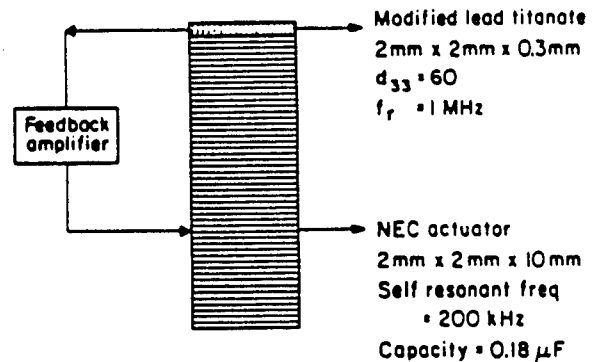 Modified lead titanate
2mm x 2mm x 0.3mm
d33 = 60
fr = 1 MHz
Feedback
amplifier
NEC actuator
2mm x 2mm x 10mm
Self resonant freq
= 200 kHz
Capacity = 0.18 µF